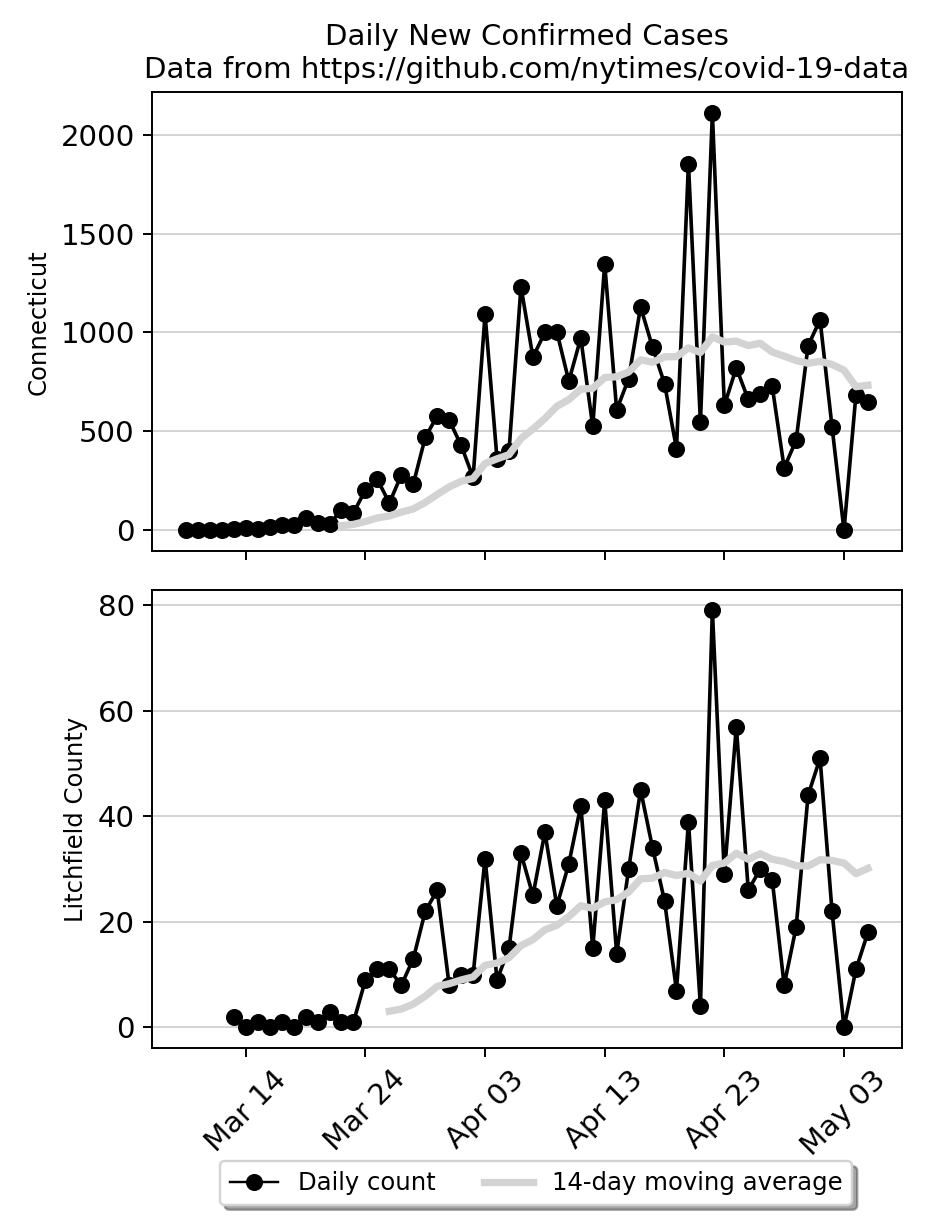 Daily New Confirmed Cases
Data from https://github.com/nytimes/covid-19-data
2000
1500
1000
500
0
Connecticut
80
60
40
20
0
Litchfield County
Mar 14
Mar 24
Apr 03
Apr 13
Apr 23
May 03
Daily count
14-day moving average